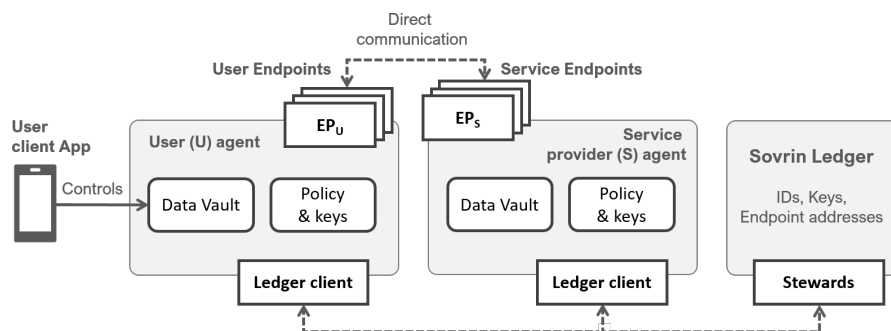 Direct
communication
User Endpoints
Service Endpoints
User
client App
EPU
EPS
User (U) agent
Service
provider (S) agent
Sovrin Ledger
Controls
Data Vault
Policy
& keys
Data Vault
Policy
& keys
IDs, Keys,
Endpoint addresses
Ledger client
Ledger client
Stewards